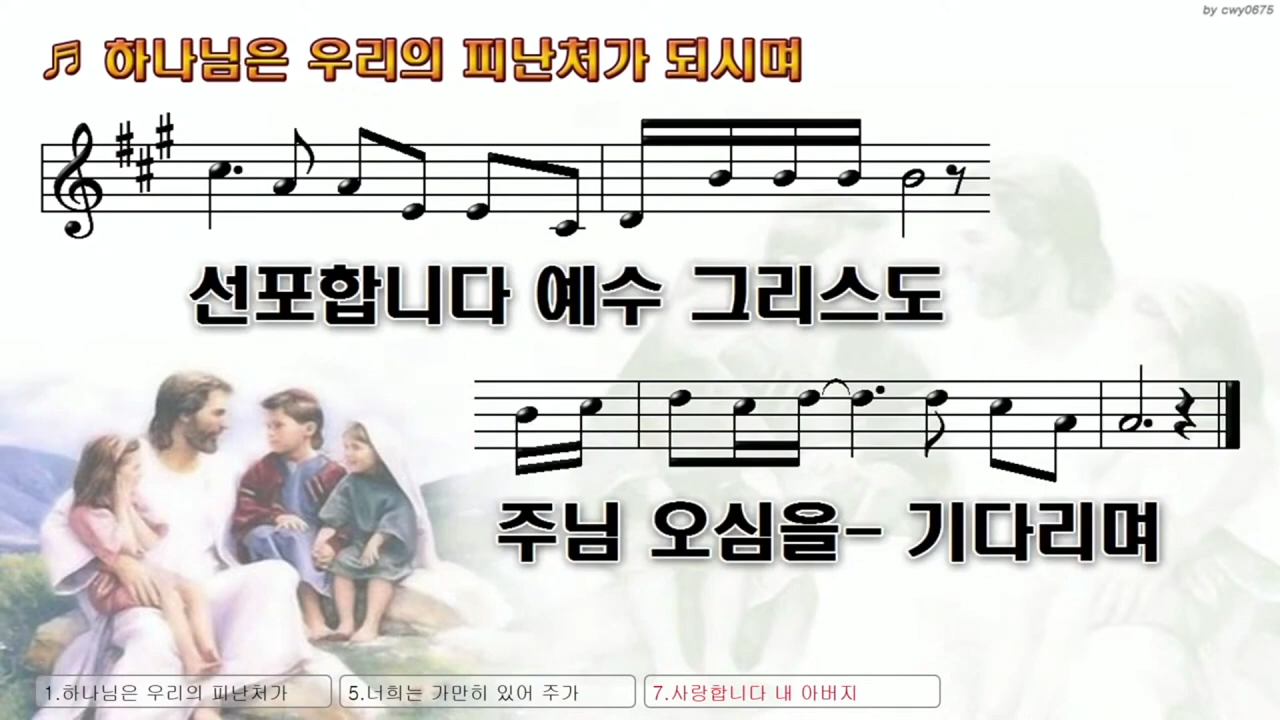 by cwy0675
♬ 하나님은 우리의 피난처가 되시며
선포합니다 예수 그리스도
주님 오심을- 기다리며
1.하나님은 우리의 피난처가
5.너희는 가만히 있어 주가
7.사랑합니다 내 아버지